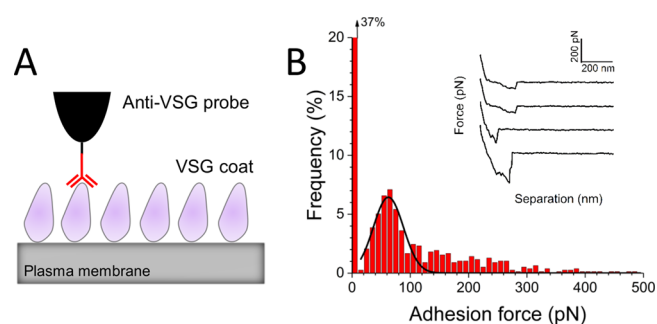 A
Anti-VSG probe
VSG coat
Plasma membrane
B
37%
20
15
10
5
0
Frequency (%)
0 100 200 300 400 500
Adhesion force (pN)
200 pN
200 nm
Force (pN)
Separation (nm)